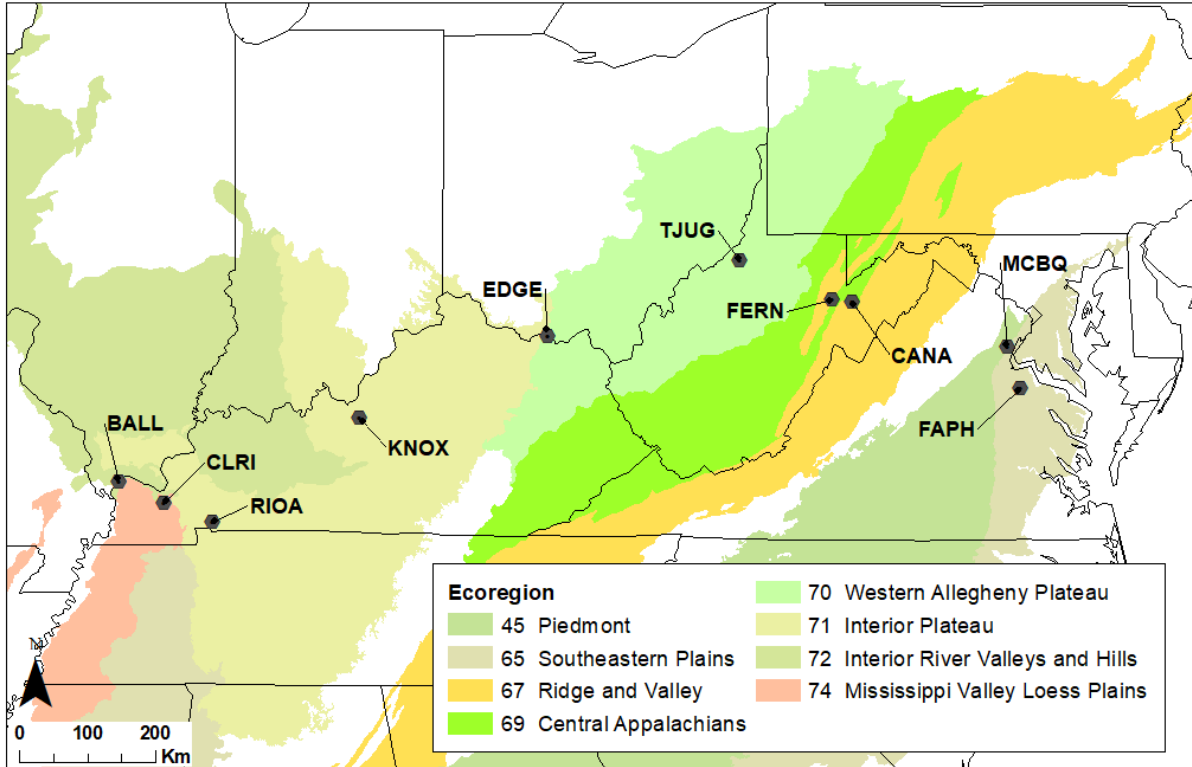 TJUG
MCBQ
EDGE
FERN
CANA
BALL
FAPH
KNOX
CLRI
RIOA
Ecoregion
45 Piedmont
65 Southeastern Plains
67 Ridge and Valley
69 Central Appalachians
70 Western Allegheny Plateau
71 Interior Plateau
72 Interior River Valleys and Hills
74 Mississippi Valley Loess Plains
N
0 100 200
Km